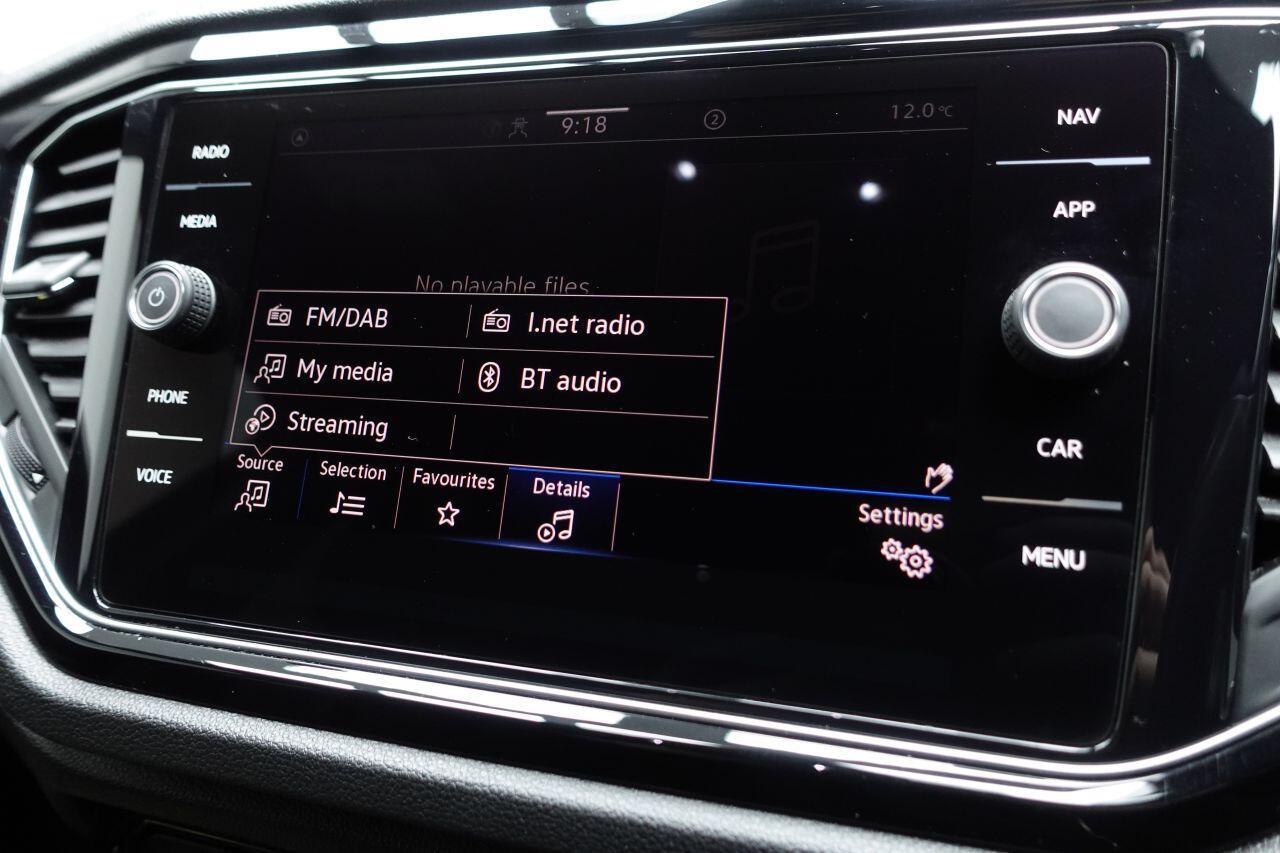 9:18
2
12.0°C
RADIO
MEDIA
PHONE
VOICE
No playable files.
FM/DAB
I.net radio
My media
BT audio
Streaming
Source
Selection
Favourites
Details
Settings
NAV
APP
CAR
MENU